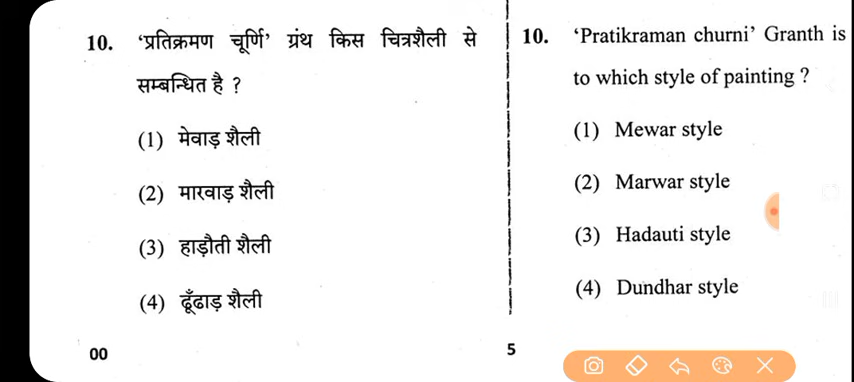 10. ‘प्रतिक्रमण चूर्णि’ ग्रंथ किस चित्रशैली से
सम्बन्धित है ?
(1) मेवाड़ शैली
(2) मारवाड़ शैली
(3) हाड़ौती शैली
(4) ढूँढाड़ शैली
00
10. ‘Pratikraman churni’ Granth is
to which style of painting ?
(1) Mewar style
(2) Marwar style
(3) Hadauti style
(4) Dundhar style
5